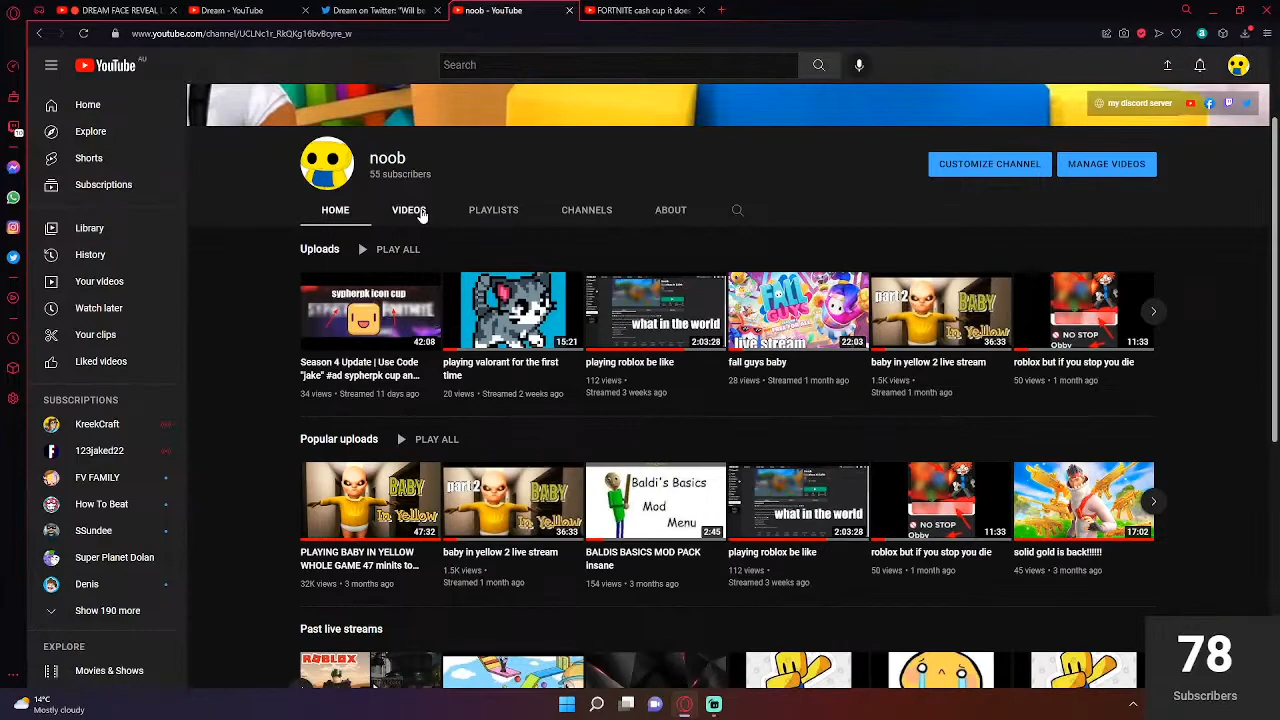 DREAM FACE REVEAL L
Dream - YouTube
Dream on Twitter: "Will be
noob - YouTube
FORTNITE cash cup it does
www.youtube.com/channel/UCLNc1r_RkQKg16bvBcyre_w
YouTube AU
Search
Home
Explore
Shorts
Subscriptions
Library
History
Your videos
Watch later
Your clips
Liked videos
SUBSCRIPTIONS
KreekCraft
123jaked22
FV FAMILY
How To Beat
SSundee
Super Planet Dolan
Denis
Show 190 more
EXPLORE
Movies & Shows
10
my discord server
noob
55 subscribers
CUSTOMIZE CHANNEL
MANAGE VIDEOS
HOME VIDEOS PLAYLISTS CHANNELS ABOUT
Uploads PLAY ALL
sypherpk icon cup
42:08
Season 4 Update | Use Code
"jake" #ad sypherpk cup an...
34 views • Streamed 11 days ago
15:21
playing valorant for the first
time
20 views • Streamed 2 weeks ago
what in the world
2:03:28
playing roblox be like
112 views •
Streamed 3 weeks ago
FALL GUYS
live stream
22:03
fall guys baby
28 views • Streamed 1 month ago
part2
BABY
In Yellow
36:33
baby in yellow 2 live stream
1.5K views •
Streamed 1 month ago
NO STOP
Obby
11:33
roblox but if you stop you die
50 views • 1 month ago
Popular uploads PLAY ALL
BABY
In Yellow
47:32
PLAYING BABY IN YELLOW
WHOLE GAME 47 minits to...
32K views • 3 months ago
part2
BABY
In Yellow
36:33
baby in yellow 2 live stream
1.5K views •
Streamed 1 month ago
Baldi's Basics
Mod
Menu
2:45
BALDIS BASICS MOD PACK
insane
154 views • 3 months ago
what in the world
2:03:28
playing roblox be like
112 views •
Streamed 3 weeks ago
NO STOP
Obby
11:33
roblox but if you stop you die
50 views • 1 month ago
17:02
solid gold is back!!!!!!
45 views • 3 months ago
Past live streams
ROBLOX
78
Subscribers
14°C
Mostly cloudy